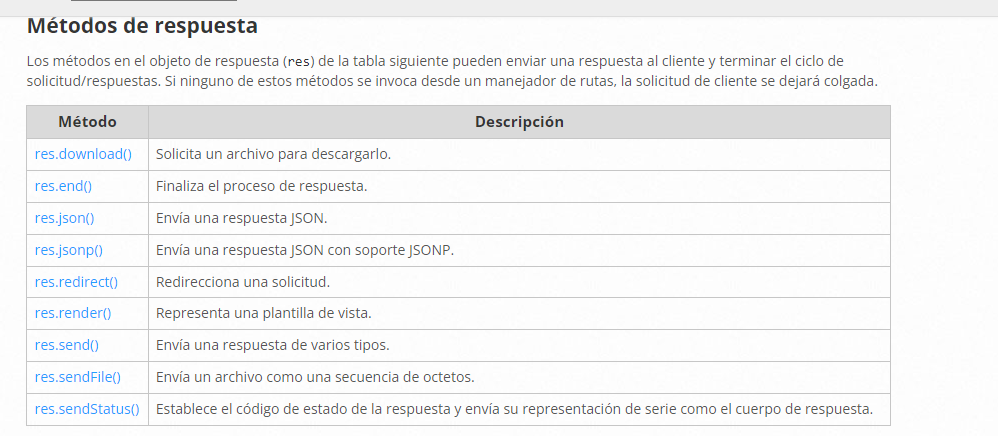 Métodos de respuesta
Los métodos en el objeto de respuesta (res) de la tabla siguiente pueden enviar una respuesta al cliente y terminar el ciclo de
solicitud/respuestas. Si ninguno de estos métodos se invoca desde un manejador de rutas, la solicitud de cliente se dejará colgada.
Método Descripción
res.download() Solicita un archivo para descargarlo.
res.end() Finaliza el proceso de respuesta.
res.json() Envía una respuesta JSON.
res.jsonp() Envía una respuesta JSON con soporte JSONP.
res.redirect() Redirecciona una solicitud.
res.render() Representa una plantilla de vista.
res.send() Envía una respuesta de varios tipos.
res.sendFile() Envía un archivo como una secuencia de octetos.
res.sendStatus() Establece el código de estado de la respuesta y envía su representación de serie como el cuerpo de respuesta.